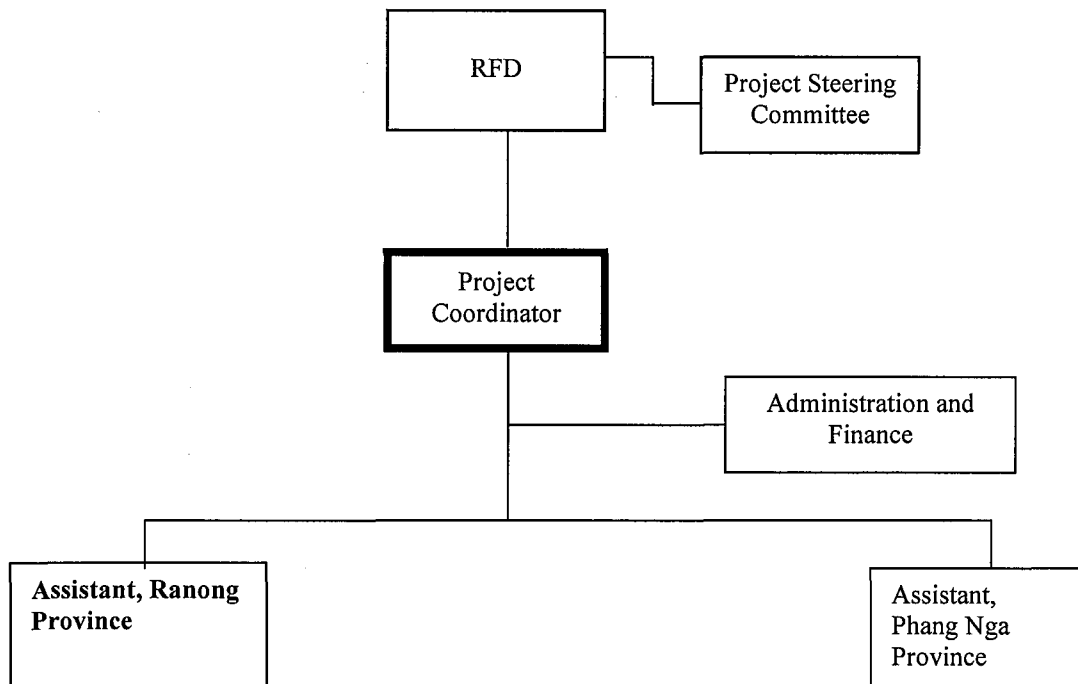 RFD
Project Steering
Committee
Project
Coordinator
Administration and
Finance
Assistant, Ranong
Province
Assistant,
Phang Nga
Province